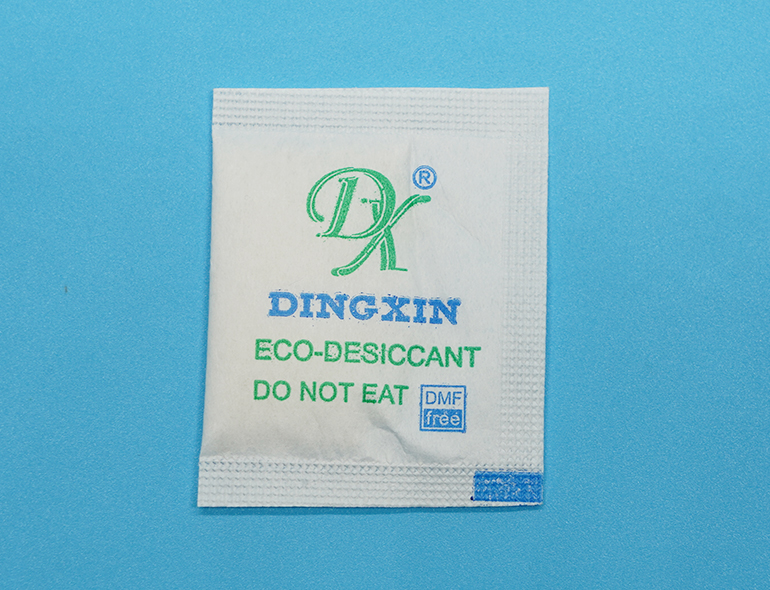 DX®
DINGXIN
ECO-DESICCANT
DO NOT EAT
DMF
free